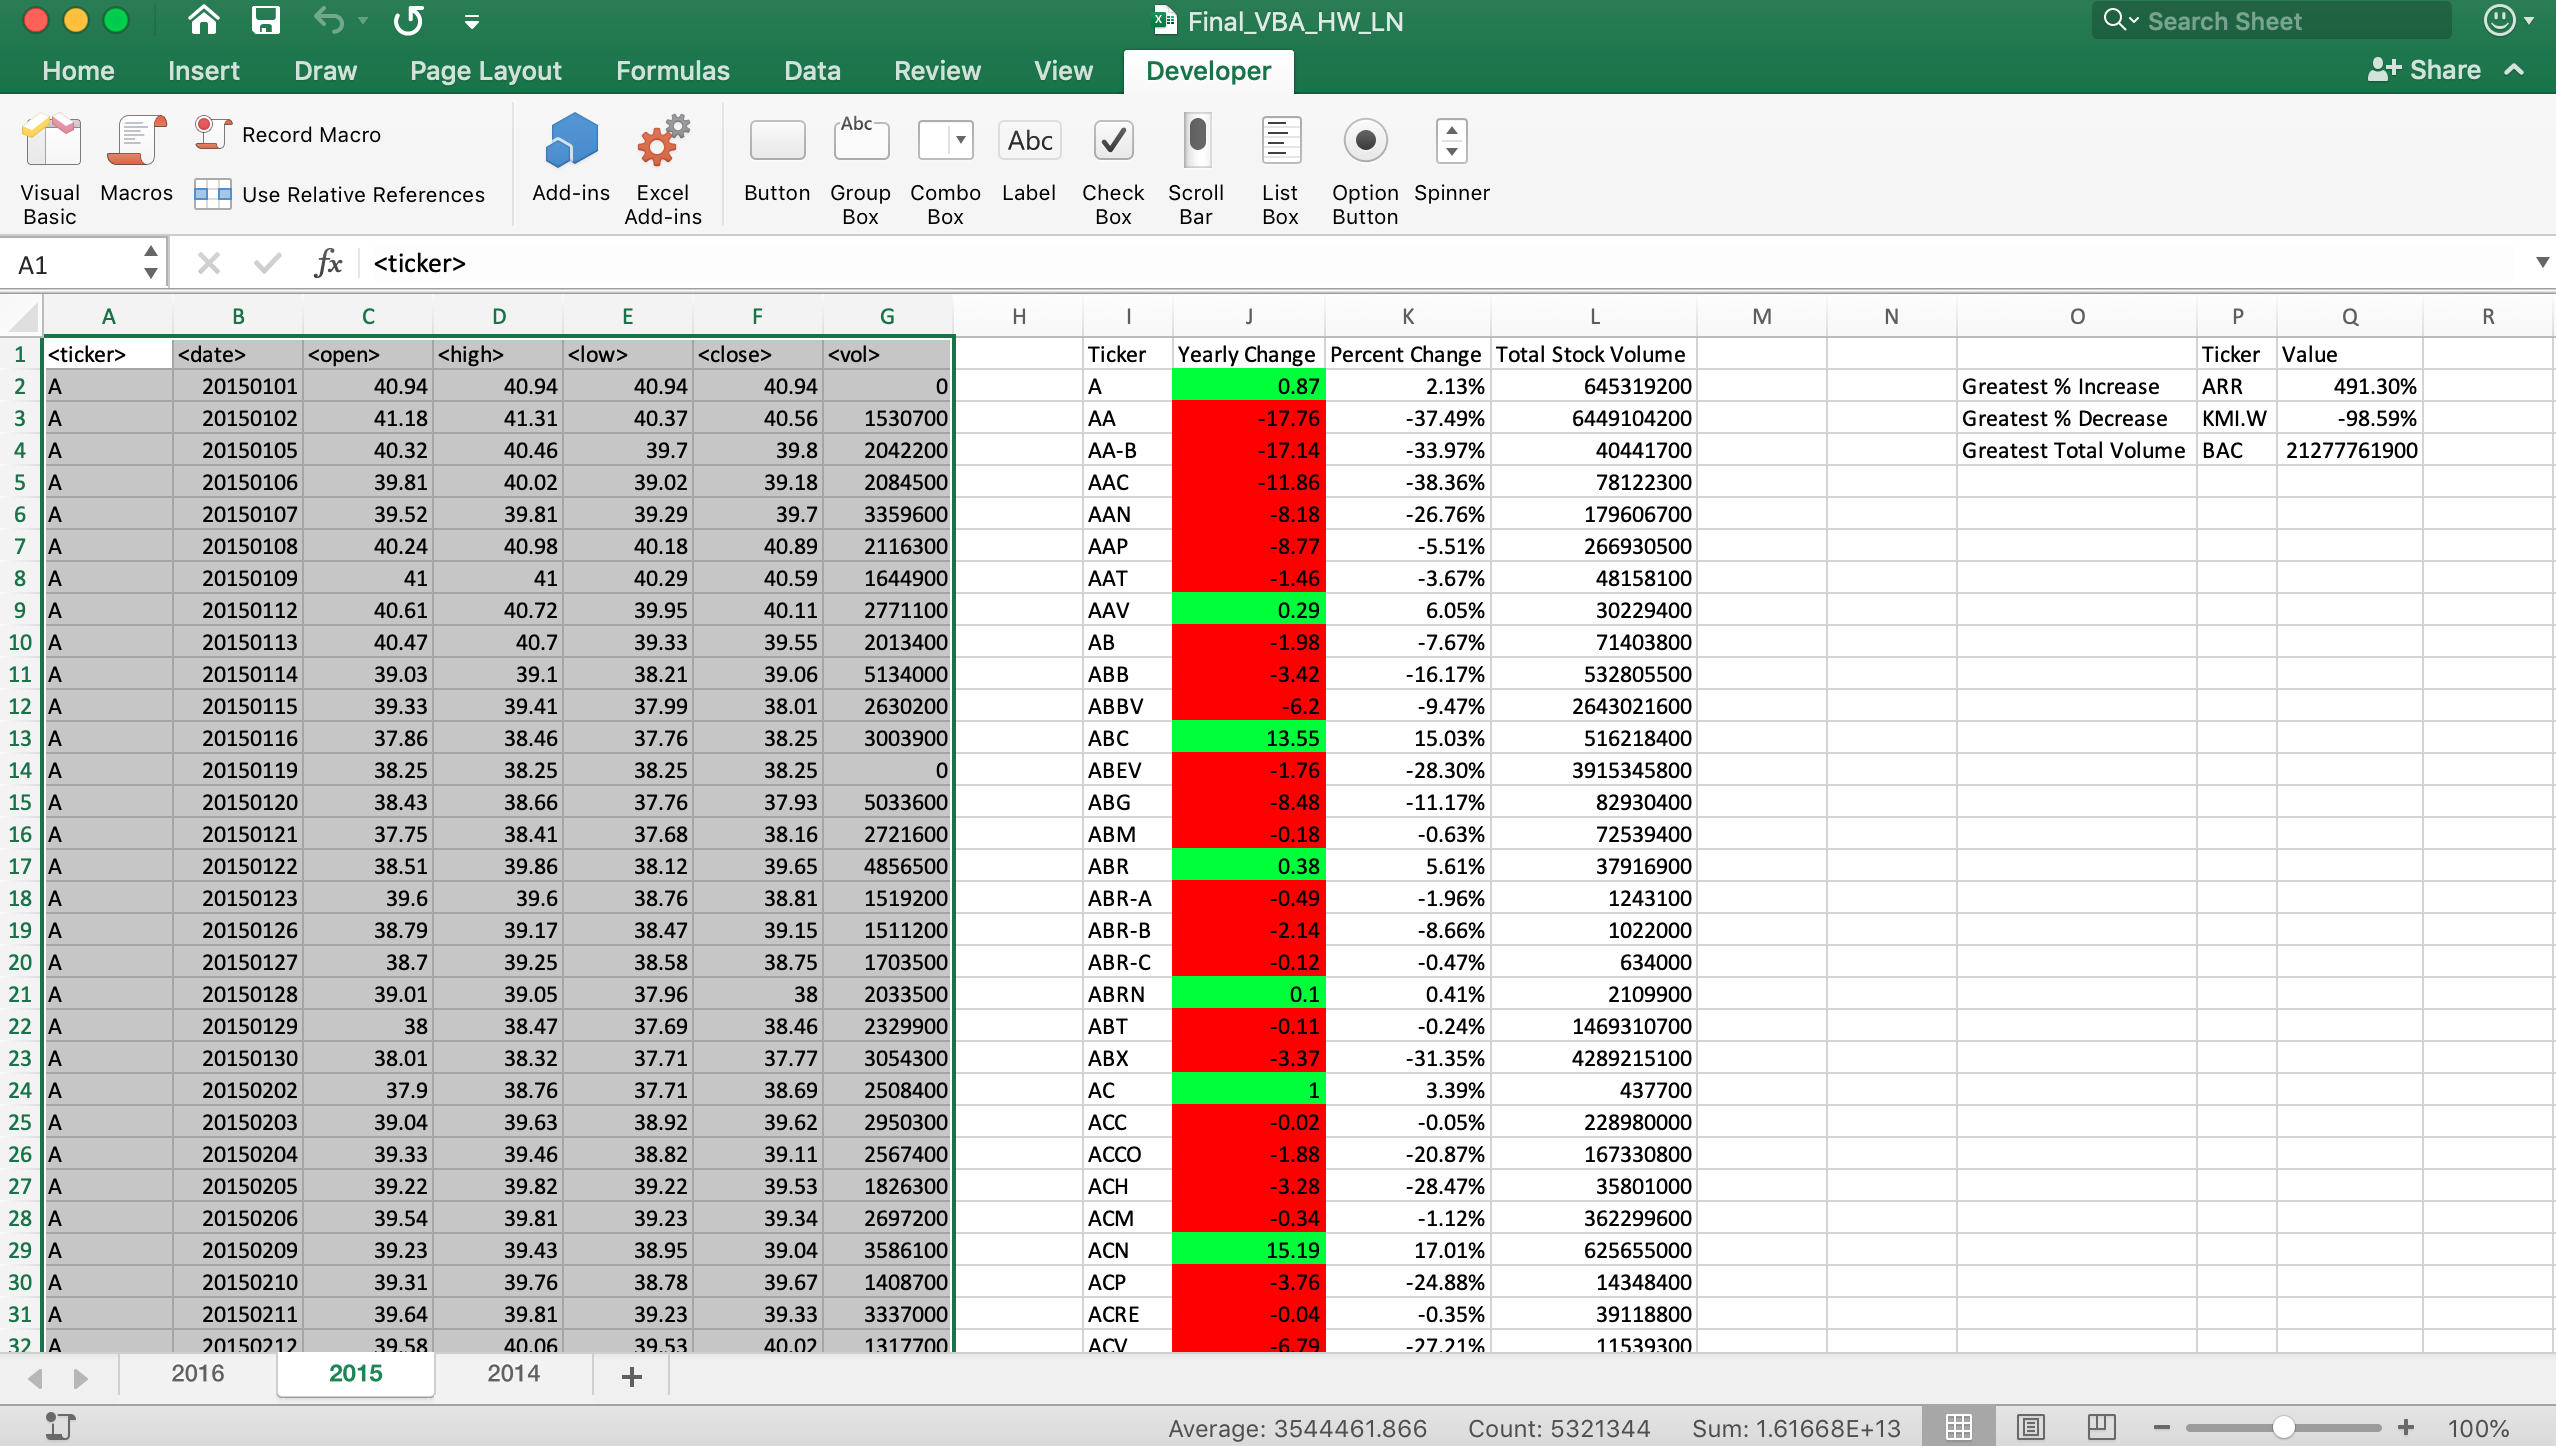 Final_VBA_HW_LN
Search Sheet
Home Insert Draw Page Layout Formulas Data Review View Developer Share
Visual Basic Macros Record Macro Use Relative References Add-ins Excel Add-ins Button Group Box Combo Box Label Check Box Scroll Bar List Box Option Button Spinner
Abc Abc
A1 fx <ticker>
A B C D E F G H I J K L M N O P Q R
1 <ticker> <date> <open> <high> <low> <close> <vol> Ticker Yearly Change Percent Change Total Stock Volume Ticker Value
2 A 20150101 40.94 40.94 40.94 40.94 0 A 0.87 2.13% 645319200 Greatest % Increase ARR 491.30%
3 A 20150102 41.18 41.31 40.37 40.56 1530700 AA -17.76 -37.49% 6449104200 Greatest % Decrease KMI.W -98.59%
4 A 20150105 40.32 40.46 39.7 39.8 2042200 AA-B -17.14 -33.97% 40441700 Greatest Total Volume BAC 21277761900
5 A 20150106 39.81 40.02 39.02 39.18 2084500 AAC -11.86 -38.36% 78122300
6 A 20150107 39.52 39.81 39.29 39.7 3359600 AAN -8.18 -26.76% 179606700
7 A 20150108 40.24 40.98 40.18 40.89 2116300 AAP -8.77 -5.51% 266930500
8 A 20150109 41 41 40.29 40.59 1644900 AAT -1.46 -3.67% 48158100
9 A 20150112 40.61 40.72 39.95 40.11 2771100 AAV 0.29 6.05% 30229400
10 A 20150113 40.47 40.7 39.33 39.55 2013400 AB -1.98 -7.67% 71403800
11 A 20150114 39.03 39.1 38.21 39.06 5134000 ABB -3.42 -16.17% 532805500
12 A 20150115 39.33 39.41 37.99 38.01 2630200 ABBV -6.2 -9.47% 2643021600
13 A 20150116 37.86 38.46 37.76 38.25 3003900 ABC 13.55 15.03% 516218400
14 A 20150119 38.25 38.25 38.25 38.25 0 ABEV -1.76 -28.30% 3915345800
15 A 20150120 38.43 38.66 37.76 37.93 5033600 ABG -8.48 -11.17% 82930400
16 A 20150121 37.75 38.41 37.68 38.16 2721600 ABM -0.18 -0.63% 72539400
17 A 20150122 38.51 39.86 38.12 39.65 4856500 ABR 0.38 5.61% 37916900
18 A 20150123 39.6 39.6 38.76 38.81 1519200 ABR-A -0.49 -1.96% 1243100
19 A 20150126 38.79 39.17 38.47 39.15 1511200 ABR-B -2.14 -8.66% 1022000
20 A 20150127 38.7 39.25 38.58 38.75 1703500 ABR-C -0.12 -0.47% 634000
21 A 20150128 39.01 39.05 37.96 38 2033500 ABRN 0.1 0.41% 2109900
22 A 20150129 38 38.47 37.69 38.46 2329900 ABT -0.11 -0.24% 1469310700
23 A 20150130 38.01 38.32 37.71 37.77 3054300 ABX -3.37 -31.35% 4289215100
24 A 20150202 37.9 38.76 37.71 38.69 2508400 AC 1 3.39% 437700
25 A 20150203 39.04 39.63 38.92 39.62 2950300 ACC -0.02 -0.05% 228980000
26 A 20150204 39.33 39.46 38.82 39.11 2567400 ACCO -1.88 -20.87% 167330800
27 A 20150205 39.22 39.82 39.22 39.53 1826300 ACH -3.28 -28.47% 35801000
28 A 20150206 39.54 39.81 39.23 39.34 2697200 ACM -0.34 -1.12% 362299600
29 A 20150209 39.23 39.43 38.95 39.04 3586100 ACN 15.19 17.01% 625655000
30 A 20150210 39.31 39.76 38.78 39.67 1408700 ACP -3.76 -24.88% 14348400
31 A 20150211 39.64 39.81 39.23 39.33 3337000 ACRE -0.04 -0.35% 39118800
32 A 20150212 39.58 40.06 39.53 40.02 1317700 ACV -6.79 -27.21% 11539300
2016 2015 2014
Average: 3544461.866 Count: 5321344 Sum: 1.61668E+13 100%